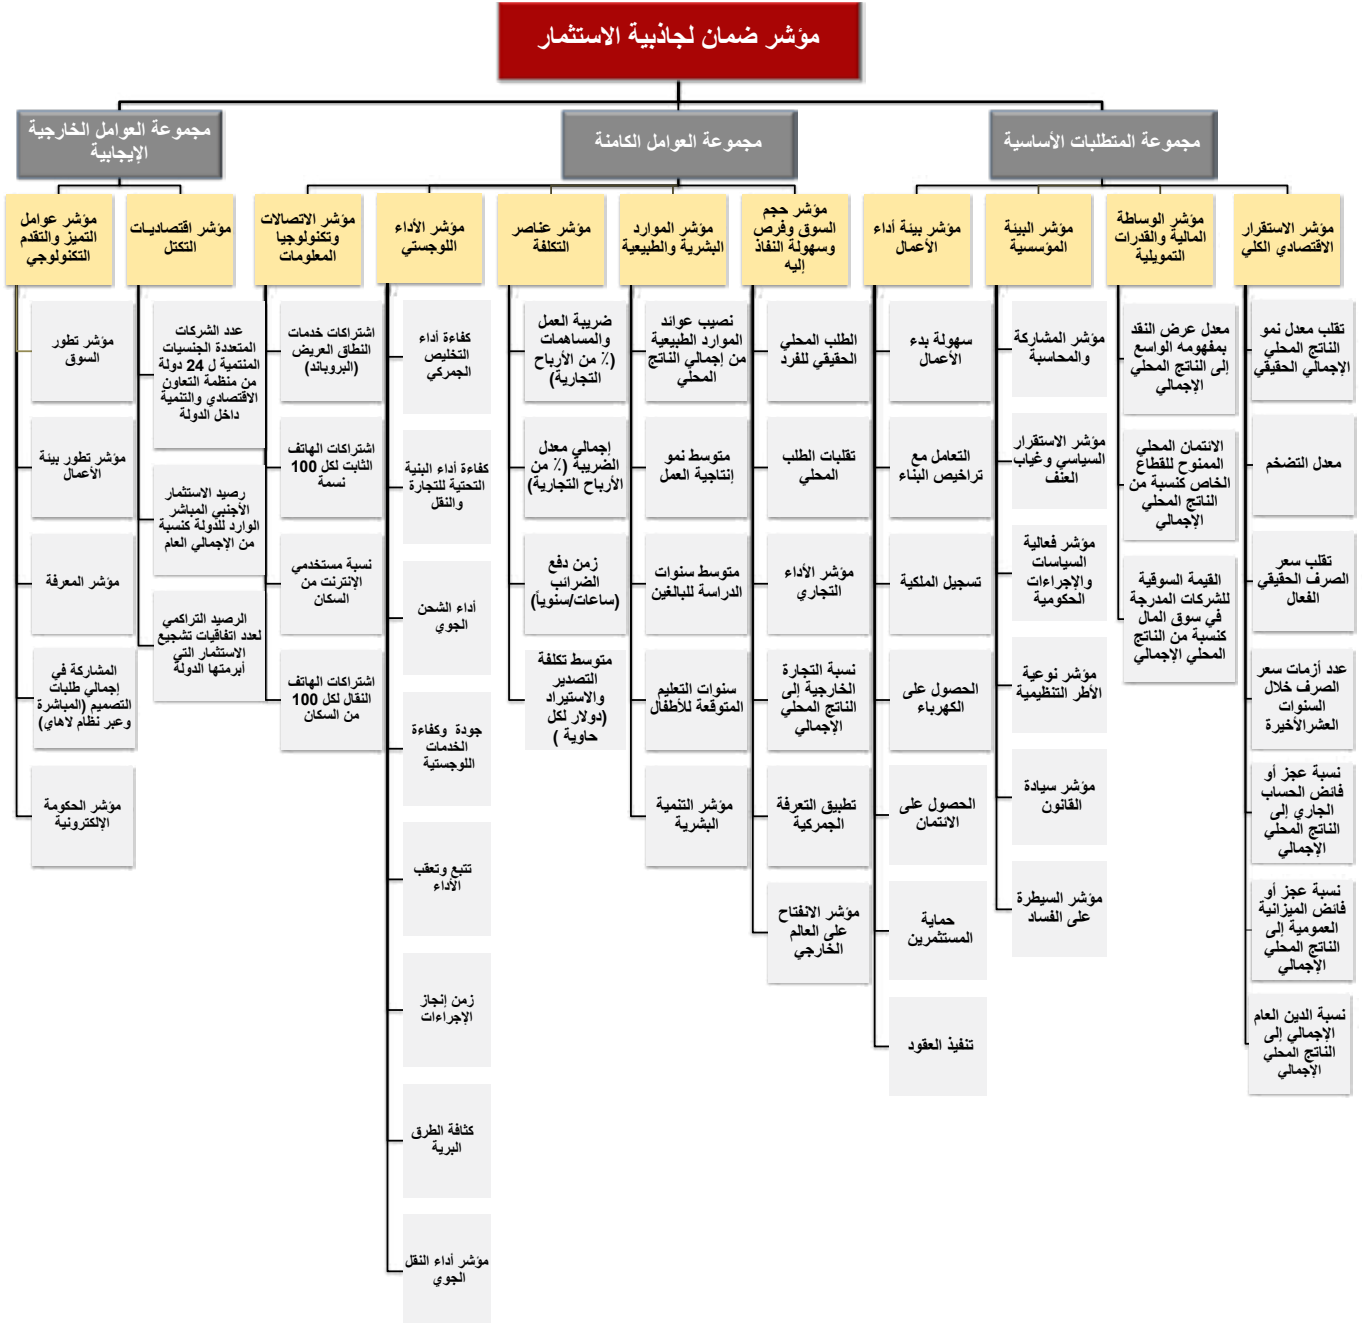 مؤشر ضمان لجاذبية الاستثمار
مجموعة المتطلبات الأساسية
مجموعة العوامل الكامنة
مجموعة العوامل الخارجية
الإيجابية
مؤشر الاستقرار
الاقتصادي الكلي
تقلب معدل نمو
الناتج المحلي
الإجمالي الحقيقي
معدل التضخم
تقلب سعر
الصرف الحقيقي
الفعال
عدد أزمات سعر
الصرف خلال
السنوات
العشرالأخيرة
نسبة عجز أو
فائض الحساب
الجاري إلى
الناتج المحلي
الإجمالي
نسبة عجز أو
فائض الميزانية
العمومية إلى
الناتج المحلي
الإجمالي
نسبة الدين العام
الإجمالي إلى
الناتج المحلي
الإجمالي
مؤشر الوساطة
المالية والقدرات
التمويلية
معدل عرض النقد
بمفهومه الواسع
إلى الناتج المحلي
الإجمالي
الائتمان المحلي
الممنوح للقطاع
الخاص كنسبة من
الناتج المحلي
الإجمالي
القيمة السوقية
للشركات المدرجة
في سوق المال
كنسبة من الناتج
المحلي الإجمالي
مؤشر البيئة
المؤسسية
مؤشر المشاركة
والمحاسبة
مؤشر الاستقرار
السياسي وغياب
العنف
مؤشر فعالية
السياسات
والإجراءات
الحكومية
مؤشر نوعية
الأطر التنظيمية
مؤشر سيادة
القانون
مؤشر السيطرة
على الفساد
مؤشر بيئة أداء
الأعمال
سهولة بدء
الأعمال
التعامل مع
تراخيص البناء
تسجيل الملكية
الحصول على
الكهرباء
الحصول على
الائتمان
حماية
المستثمرين
تنفيذ العقود
مؤشر حجم
السوق وفرص
وسهولة النفاذ
إليه
الطلب المحلي
الحقيقي للفرد
تقلبات الطلب
المحلي
مؤشر الأداء
التجاري
نسبة التجارة
الخارجية إلى
الناتج المحلي
الإجمالي
تطبيق التعرفة
الجمركية
مؤشر الانفتاح
على العالم
الخارجي
مؤشر الموارد
البشرية والطبيعية
نصيب عوائد
الموارد الطبيعية
من إجمالي الناتج
المحلي
متوسط نمو
إنتاجية العمل
متوسط سنوات
الدراسة للبالغين
سنوات التعليم
المتوقعة للأطفال
مؤشر التنمية
البشرية
مؤشر عناصر
التكلفة
ضريبة العمل
والمساهمات
(٪ من الأرباح
التجارية)
إجمالي معدل
الضريبة (٪ من
الأرباح التجارية)
زمن دفع
الضرائب
(ساعات/سنوياً)
متوسط تكلفة
التصدير
والاستيراد
(دولار لكل
حاوية )
مؤشر الأداء
اللوجستي
كفاءة أداء
التخليص
الجمركي
كفاءة أداء البنية
التحتية للتجارة
والنقل
أداء الشحن
الجوي
جودة وكفاءة
الخدمات
اللوجستية
تتبع وتعقب
الأداء
زمن إنجاز
الإجراءات
كثافة الطرق
البرية
مؤشر أداء النقل
الجوي
مؤشر الاتصالات
وتكنولوجيا
المعلومات
اشتراكات خدمات
النطاق العريض
(البروباند)
اشتراكات الهاتف
الثابت لكل 100
نسمة
نسبة مستخدمي
الإنترنت من
السكان
اشتراكات الهاتف
النقال لكل 100
من السكان
مؤشر اقتصاديـات
التكتل
عدد الشركات
المتعددة الجنسيات
المنتمية ل 24 دولة
من منظمة التعاون
الاقتصادي والتنمية
داخل الدولة
رصيد الاستثمار
الأجنبي المباشر
الوارد للدولة كنسبة
من الإجمالي العام
الرصيد التراكمي
لعدد اتفاقيات تشجيع
الاستثمار التي
أبرمتها الدولة
مؤشر عوامل
التميز والتقدم
التكنولوجي
مؤشر تطور
السوق
مؤشر تطور بيئة
الأعمال
مؤشر المعرفة
المشاركة في
إجمالي طلبات
التصميم (المباشرة
وعبر نظام لاهاي)
مؤشر الحكومة
الإلكترونية